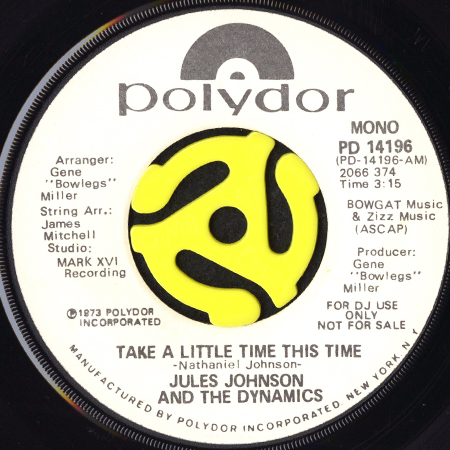 polydor
MONO
PD 14196
(PD-14196-AM)
2066 374
Time 3:15
BOWGAT Music
& Zizz Music
(ASCAP)
Producer:
Gene
"Bowlegs"
Miller
FOR DJ USE
ONLY
NOT FOR SALE
Arranger:
Gene
"Bowlegs"
Miller
String Arr.:
James
Mitchell
Studio:
MARK XVI
Recording
℗1973 POLYDOR
INCORPORATED
TAKE A LITTLE TIME THIS TIME
-Nathaniel Johnson-
JULES JOHNSON
AND THE DYNAMICS
MANUFACTURED BY POLYDOR INCORPORATED, NEW YORK, N.Y.